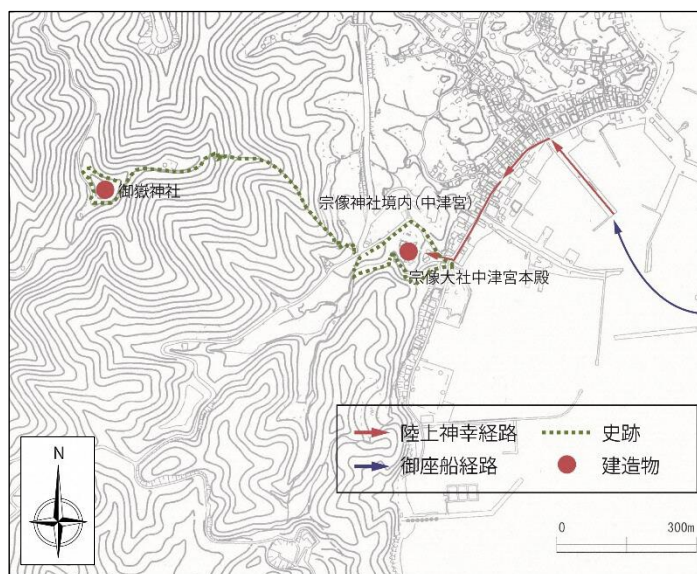 御嶽神社
宗像神社境内(中津宮)
宗像大社中津宮本殿
陸上神幸経路
史跡
御座船経路
建造物
N
0 300m